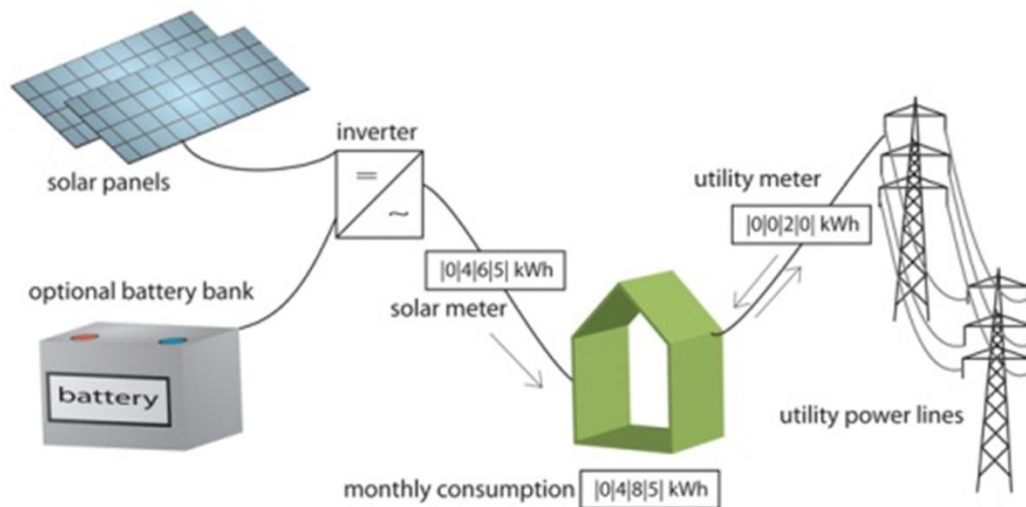 inverter
=
~
solar panels
utility meter
|0|0|2|0| kWh
|0|4|6|5| kWh
optional battery bank
solar meter
battery
utility power lines
monthly consumption |0|4|8|5| kWh